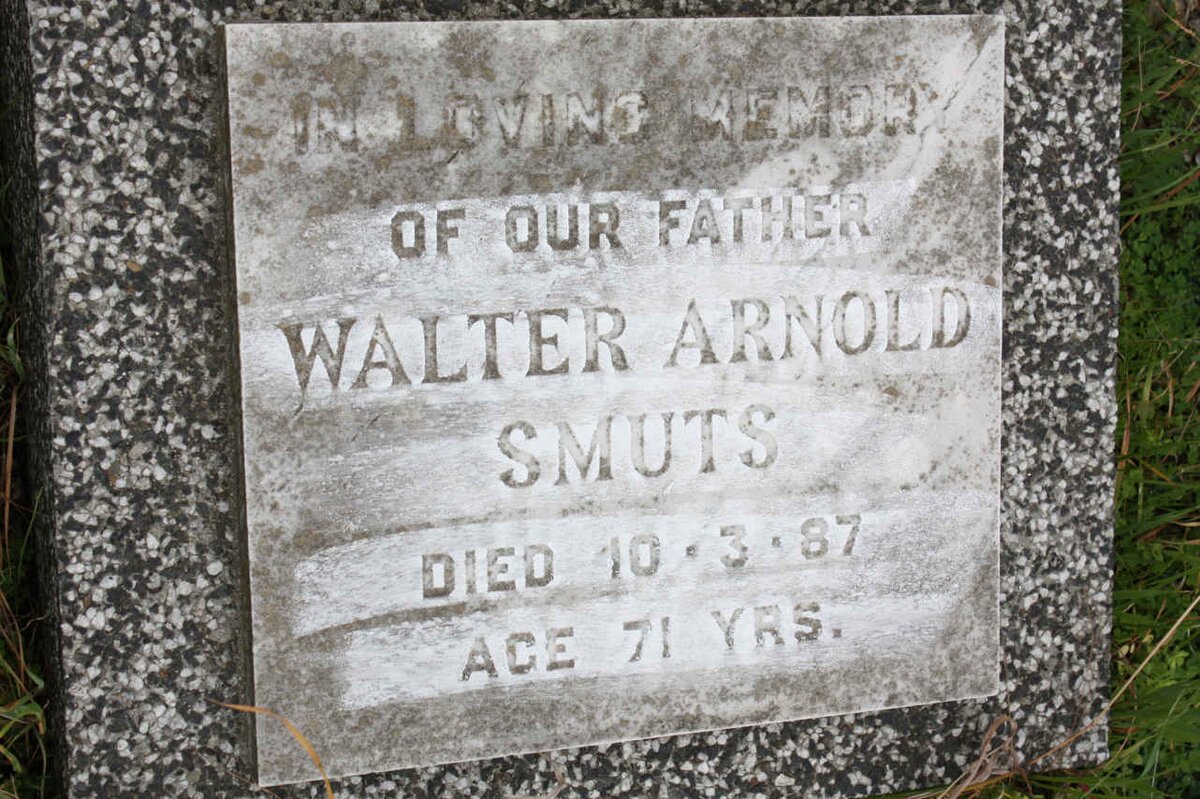 IN LOVING MEMORY
OF OUR FATHER
WALTER ARNOLD
SMUTS
DIED 10·3·87
AGE 71 YRS.